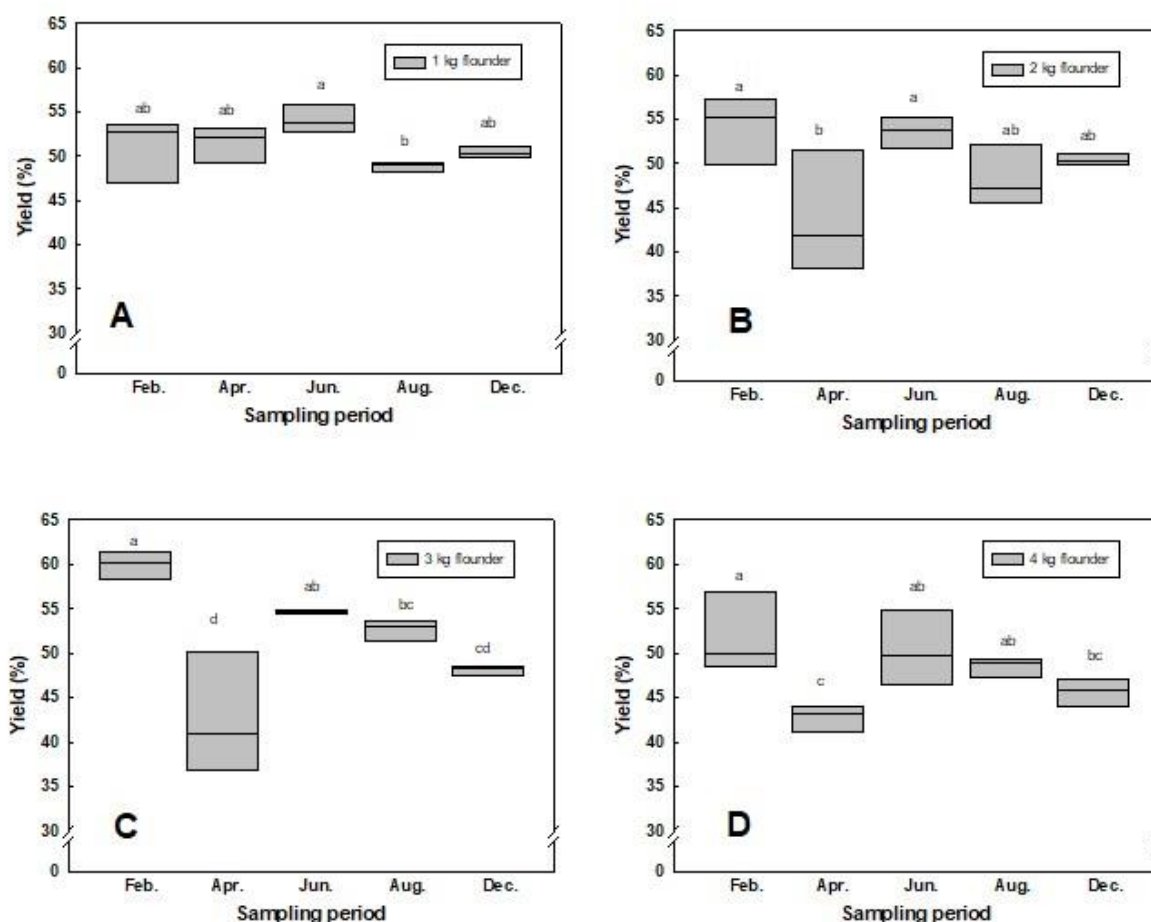 65
60
55
50
45
40
35
30
0
Yield (%)
1 kg flounder
ab
ab
a
b
ab
A
Feb.
Apr.
Jun.
Aug.
Dec.
Sampling period
65
60
55
50
45
40
35
30
0
Yield (%)
2 kg flounder
a
b
a
ab
ab
B
Feb.
Apr.
Jun.
Aug.
Dec.
Sampling period
65
60
55
50
45
40
35
30
0
Yield (%)
3 kg flounder
a
d
ab
bc
cd
C
Feb.
Apr.
Jun.
Aug.
Dec.
Sampling period
65
60
55
50
45
40
35
30
0
Yield (%)
4 kg flounder
a
c
ab
ab
bc
D
Feb.
Apr.
Jun.
Aug.
Dec.
Sampling period